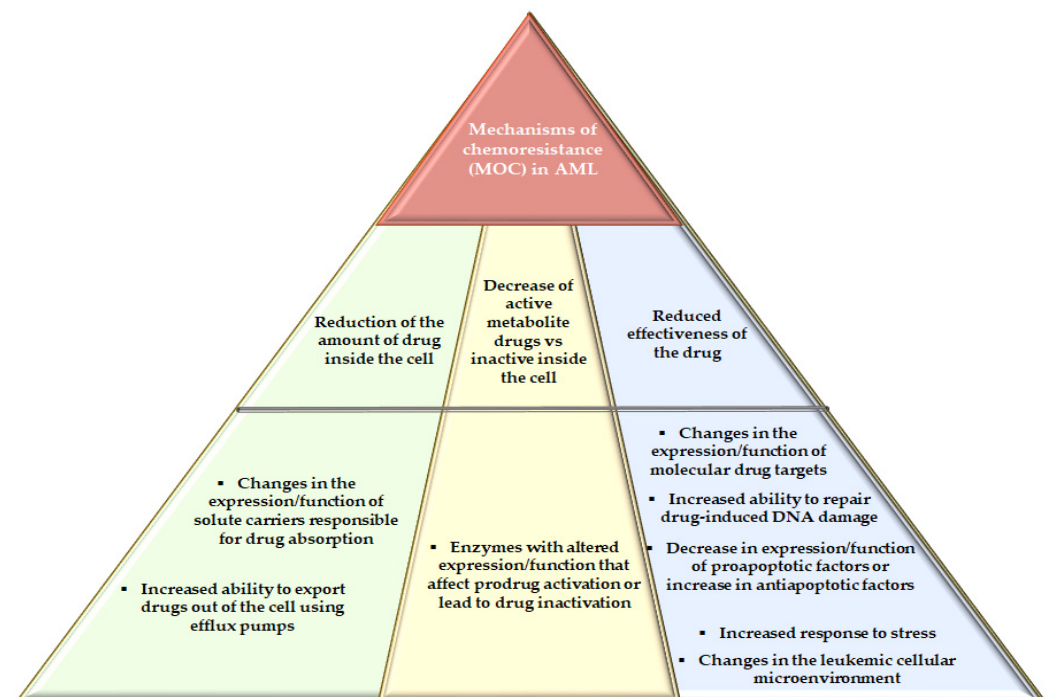 Mechanisms of
chemoresistance
(MOC) in AML
Reduction of the
amount of drug
inside the cell
Decrease of
active
metabolite
drugs vs
inactive inside
the cell
Reduced
effectiveness of
the drug
▪ Changes in the
expression/function of
solute carriers responsible
for drug absorption
▪ Increased ability to export
drugs out of the cell using
efflux pumps
▪ Enzymes with altered
expression/function that
affect prodrug activation or
lead to drug inactivation
▪ Changes in the
expression/function of
molecular drug targets
▪ Increased ability to repair
drug-induced DNA damage
▪ Decrease in expression/function
of proapoptotic factors or
increase in antiapoptotic factors
▪ Increased response to stress
▪ Changes in the leukemic cellular
microenvironment